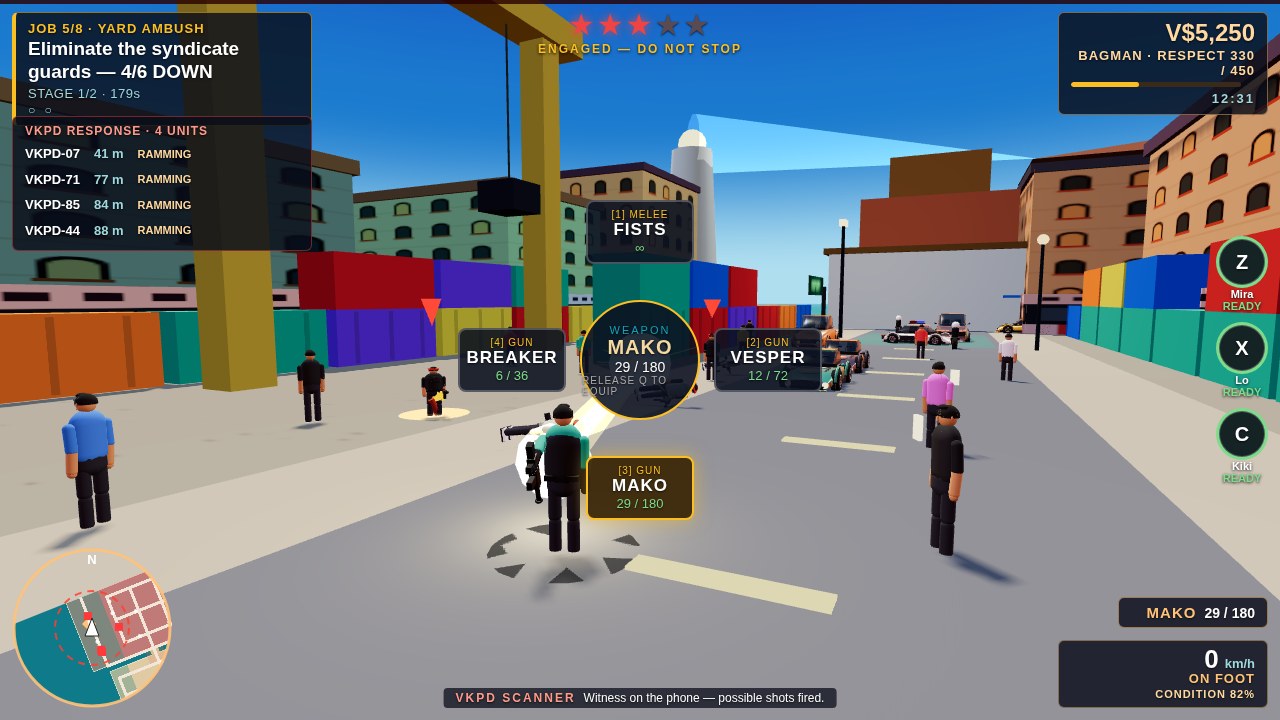 JOB 5/8 · YARD AMBUSH
Eliminate the syndicate
guards — 4/6 DOWN
STAGE 1/2 · 179s
VKPD RESPONSE · 4 UNITS
VKPD-07 41 m RAMMING
VKPD-71 77 m RAMMING
VKPD-85 84 m RAMMING
VKPD-44 88 m RAMMING
ENGAGED — DO NOT STOP
V$5,250
BAGMAN · RESPECT 330
/ 450
12:31
[1] MELEE
FISTS
∞
[4] GUN
BREAKER
6 / 36
WEAPON
MAKO
29 / 180
RELEASE Q TO
EQUIP
[2] GUN
VESPER
12 / 72
[3] GUN
MAKO
29 / 180
Z
Mira
READY
X
Lo
READY
C
Kiki
READY
N
MAKO 29 / 180
0 km/h
ON FOOT
CONDITION 82%
VKPD SCANNER Witness on the phone — possible shots fired.